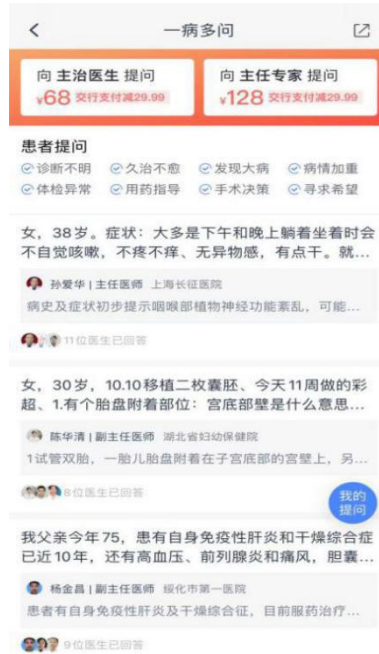 一病多问
向 主治医生 提问
¥68 交行支付减29.99
向 主任专家 提问
¥128 交行支付减29.99
患者提问
诊断不明 久治不愈 发现大病 病情加重
体检异常 用药指导 手术决策 寻求希望
女，38岁。症状：大多是下午和晚上躺着坐着时会
不自觉咳嗽，不疼不痒、无异物感，有点干。就...
孙爱华 | 主任医师 上海长征医院
病史及症状初步提示咽喉部植物神经功能紊乱，可能...
11位医生已回答
女，30岁，10.10移植二枚囊胚、今天11周做的彩
超、1.有个胎盘附着部位：宫底部壁是什么意思...
陈华清 | 副主任医师 湖北省妇幼保健院
1试管双胎，一胎儿胎盘附着在子宫底部的宫壁上，另...
8位医生已回答
我的
提问
我父亲今年75，患有自身免疫性肝炎和干燥综合症
已近10年，还有高血压、前列腺炎和痛风，胆囊...
杨金昌 | 副主任医师 绥化市第一医院
患者有自身免疫性肝炎及干燥综合征，目前服药治疗...
9位医生已回答